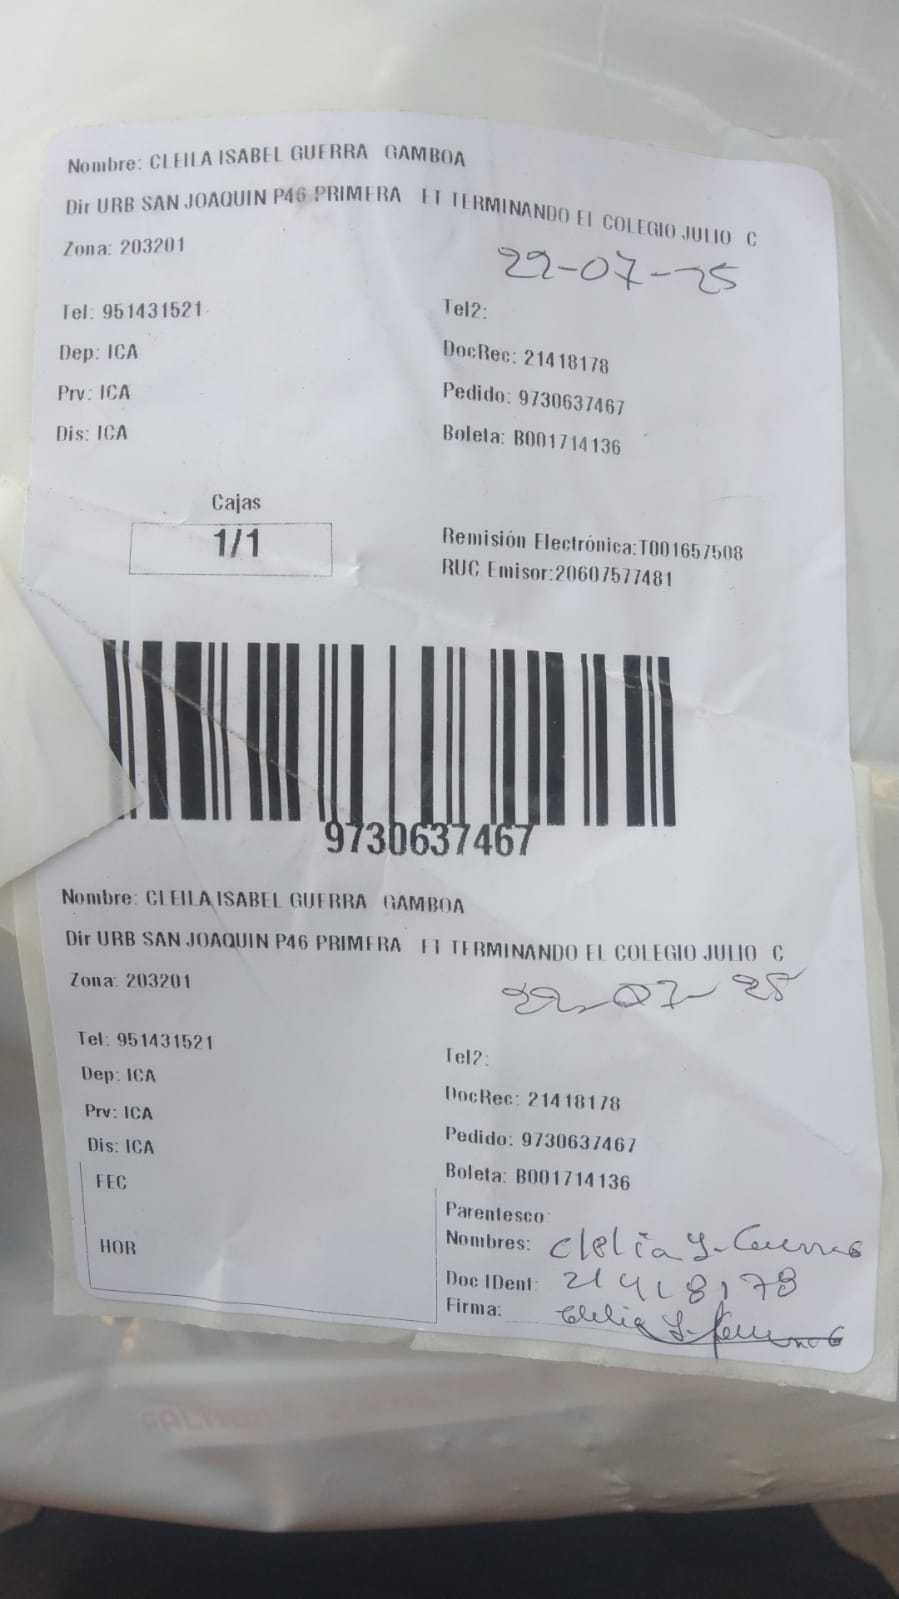 Nombre: CLEILA ISABEL GUERRA GAMBOA
Dir URB SAN JOAQUIN P46 PRIMERA ET TERMINANDO EL COLEGIO JULIO C
Zona: 203201
22-07-25
Tel: 951431521
Tel2:
Dep: ICA
DocRec: 21418178
Prv: ICA
Pedido: 9730637467
Dis: ICA
Boleta: B001714136
Cajas
1/1
Remisión Electrónica:T001657508
RUC Emisor:20607577481
9730637467
Nombre: CLEILA ISABEL GUERRA GAMBOA
Dir URB SAN JOAQUIN P46 PRIMERA ET TERMINANDO EL COLEGIO JULIO C
Zona: 203201
22-07-25
Tel: 951431521
Tel2:
Dep: ICA
DocRec: 21418178
Prv: ICA
Pedido: 9730637467
Dis: ICA
Boleta: B001714136
FEC
Parentesco:
Nombres: Clelia I. Guerra G
HOR
Doc IDent: 21418178
Firma: Clelia I. Guerra G